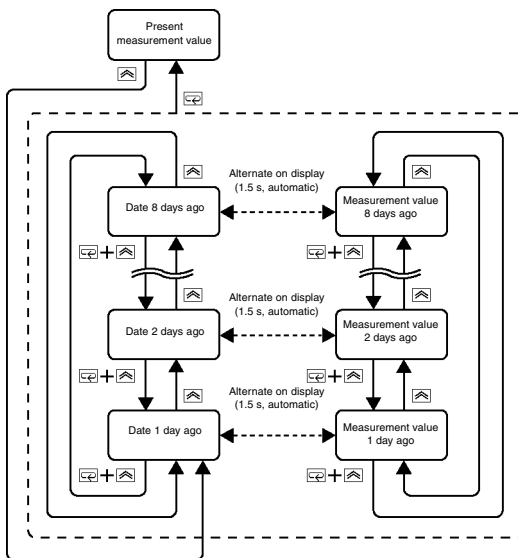 Present
measurement value
Alternate on display
(1.5 s, automatic)
Date 8 days ago
Measurement value
8 days ago
+
+
Alternate on display
(1.5 s, automatic)
Date 2 days ago
Measurement value
2 days ago
+
+
Alternate on display
(1.5 s, automatic)
Date 1 day ago
Measurement value
1 day ago
+
+